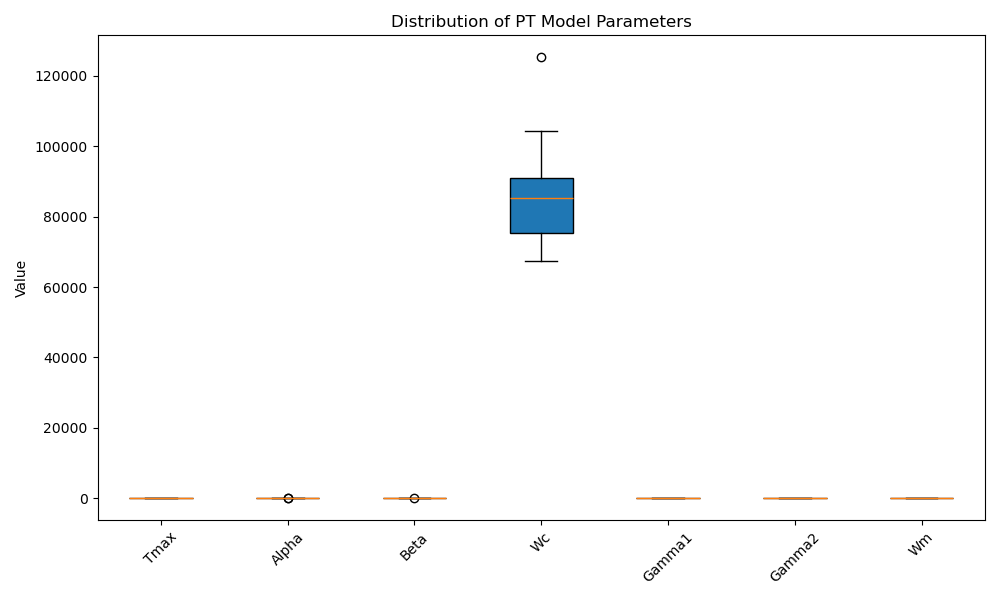 Distribution of PT Model Parameters
Value
120000
100000
80000
60000
40000
20000
0
Tmax
Alpha
Beta
Wc
Gamma1
Gamma2
Wm